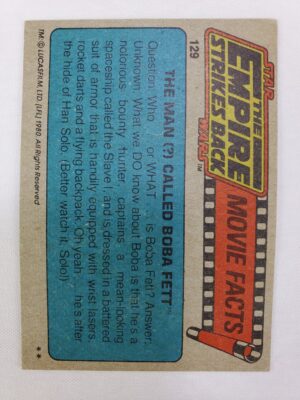 THE
EMPIRE
STRIKES BACK™
MOVIE FACTS
129
THE MAN (?) CALLED BOBA FETT™
Question: Who ... or WHAT ... is Boba Fett? Answer:
Unknown. What we DO know about Boba is that he's a
notorious bounty hunter, captains a mean-looking
spaceship called the Slave I, and is dressed in a battered
suit of armor that is handily equipped with wrist lasers,
rocket darts and a flying backpack. Oh yeah ... he's after
the hide of Han Solo. (Better watch it, Solo!)
TM: © LUCASFILM, LTD. (LFL) 1980. All Rights Reserved
**